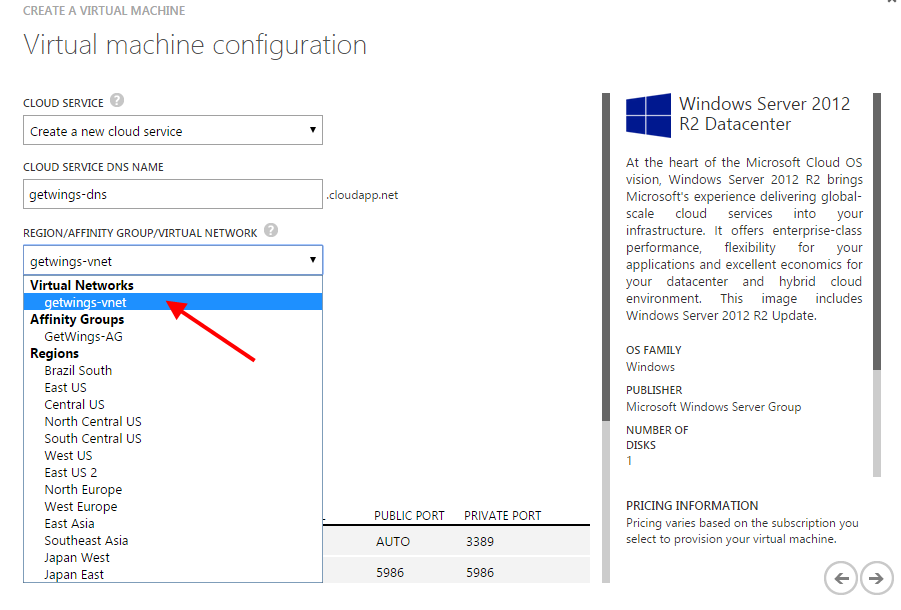 CREATE A VIRTUAL MACHINE
Virtual machine configuration
CLOUD SERVICE ?
Create a new cloud service
CLOUD SERVICE DNS NAME
getwings-dns
.cloudapp.net
REGION/AFFINITY GROUP/VIRTUAL NETWORK ?
getwings-vnet
Virtual Networks
getwings-vnet
Affinity Groups
GetWings-AG
Regions
Brazil South
East US
Central US
North Central US
South Central US
West US
East US 2
North Europe
West Europe
East Asia
Southeast Asia
Japan West
Japan East
PUBLIC PORT PRIVATE PORT
AUTO 3389
5986 5986
Windows Server 2012
R2 Datacenter
At the heart of the Microsoft Cloud OS
vision, Windows Server 2012 R2 brings
Microsoft's experience delivering global-
scale cloud services into your
infrastructure. It offers enterprise-class
performance, flexibility for your
applications and excellent economics for
your datacenter and hybrid cloud
environment. This image includes
Windows Server 2012 R2 Update.
OS FAMILY
Windows
PUBLISHER
Microsoft Windows Server Group
NUMBER OF
DISKS
1
PRICING INFORMATION
Pricing varies based on the subscription you
select to provision your virtual machine.